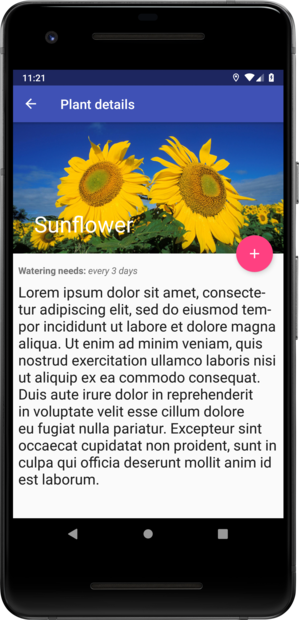 11:21
Plant details
Sunflower
Watering needs: every 3 days
Lorem ipsum dolor sit amet, consecte-
tur adipiscing elit, sed do eiusmod tem-
por incididunt ut labore et dolore magna
aliqua. Ut enim ad minim veniam, quis
nostrud exercitation ullamco laboris nisi
ut aliquip ex ea commodo consequat.
Duis aute irure dolor in reprehenderit
in voluptate velit esse cillum dolore
eu fugiat nulla pariatur. Excepteur sint
occaecat cupidatat non proident, sunt in
culpa qui officia deserunt mollit anim id
est laborum.